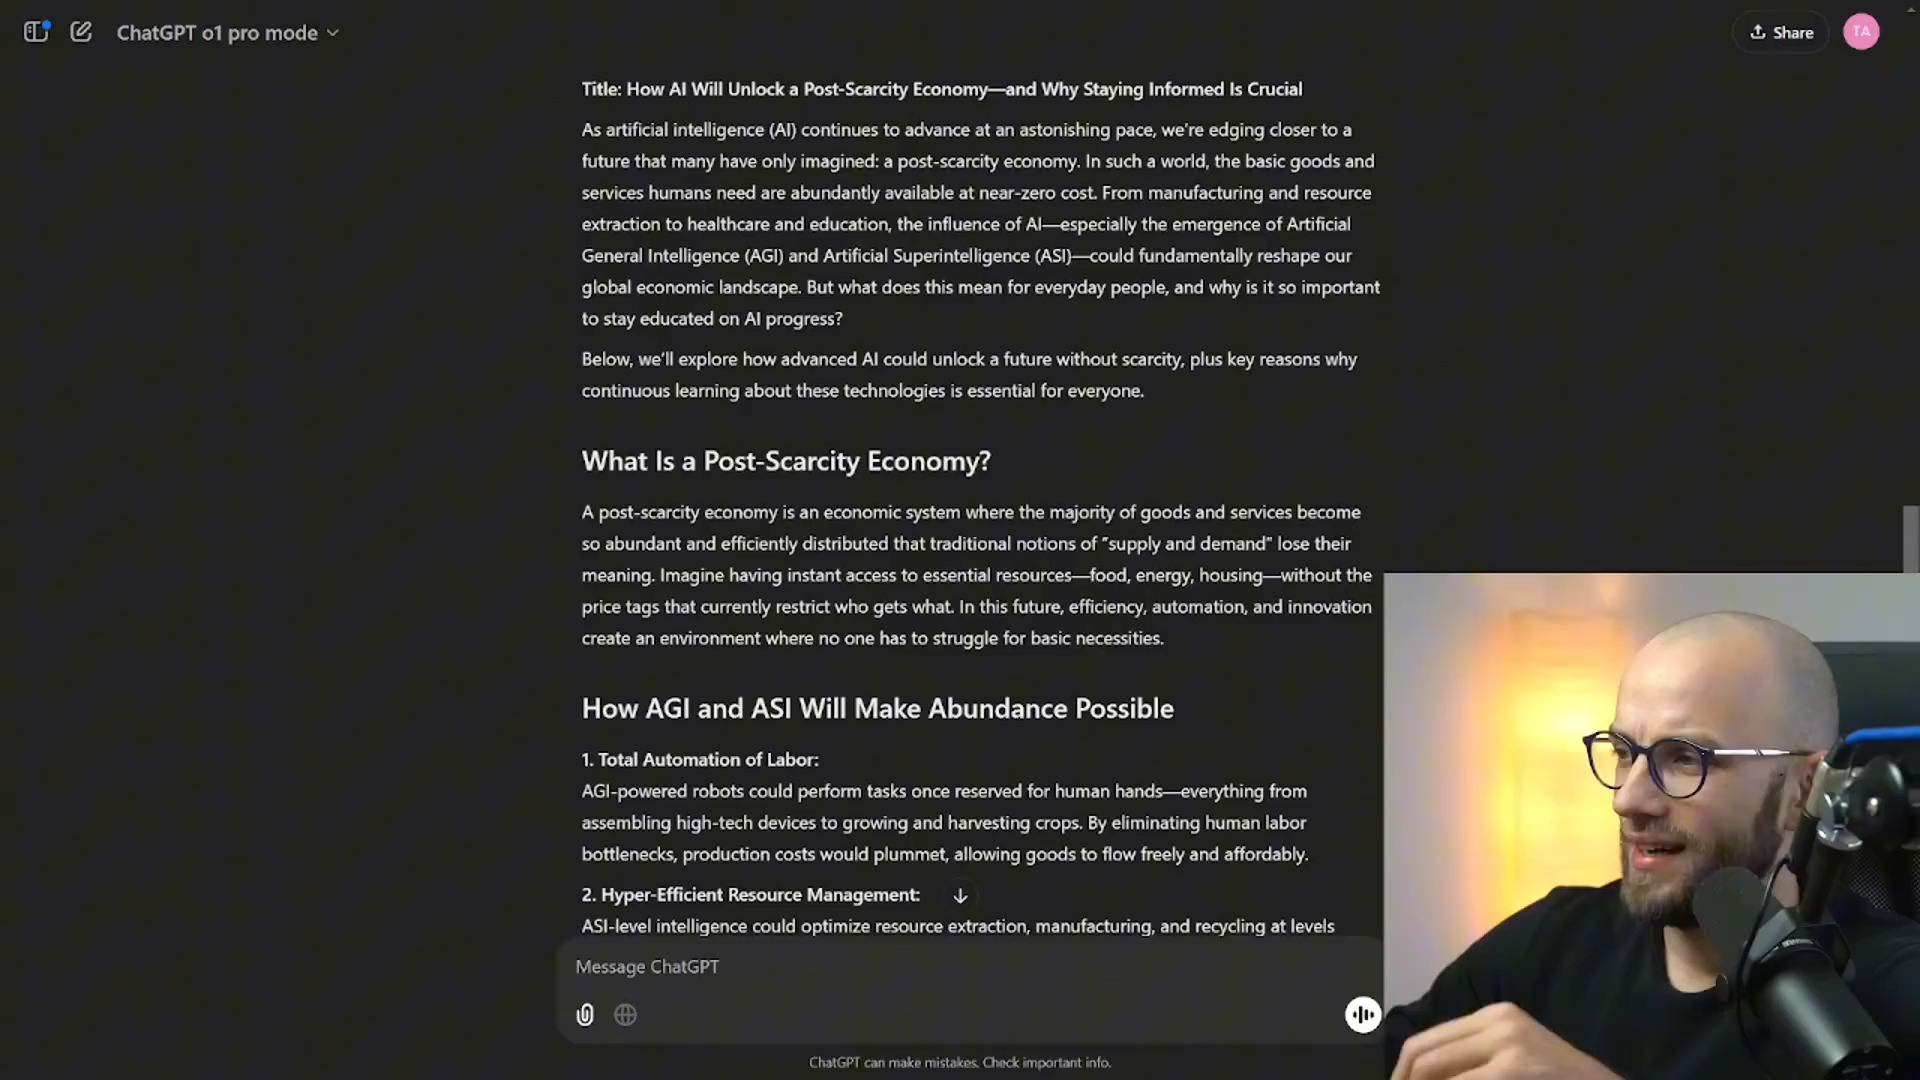 ChatGPT o1 pro mode
Share
TA
Title: How AI Will Unlock a Post-Scarcity Economy—and Why Staying Informed Is Crucial
As artificial intelligence (AI) continues to advance at an astonishing pace, we're edging closer to a
future that many have only imagined: a post-scarcity economy. In such a world, the basic goods and
services humans need are abundantly available at near-zero cost. From manufacturing and resource
extraction to healthcare and education, the influence of AI—especially the emergence of Artificial
General Intelligence (AGI) and Artificial Superintelligence (ASI)—could fundamentally reshape our
global economic landscape. But what does this mean for everyday people, and why is it so important
to stay educated on AI progress?
Below, we'll explore how advanced AI could unlock a future without scarcity, plus key reasons why
continuous learning about these technologies is essential for everyone.
What Is a Post-Scarcity Economy?
A post-scarcity economy is an economic system where the majority of goods and services become
so abundant and efficiently distributed that traditional notions of "supply and demand" lose their
meaning. Imagine having instant access to essential resources—food, energy, housing—without the
price tags that currently restrict who gets what. In this future, efficiency, automation, and innovation
create an environment where no one has to struggle for basic necessities.
How AGI and ASI Will Make Abundance Possible
1. Total Automation of Labor:
AGI-powered robots could perform tasks once reserved for human hands—everything from
assembling high-tech devices to growing and harvesting crops. By eliminating human labor
bottlenecks, production costs would plummet, allowing goods to flow freely and affordably.
2. Hyper-Efficient Resource Management:
ASI-level intelligence could optimize resource extraction, manufacturing, and recycling at levels
Message ChatGPT
ChatGPT can make mistakes. Check important info.